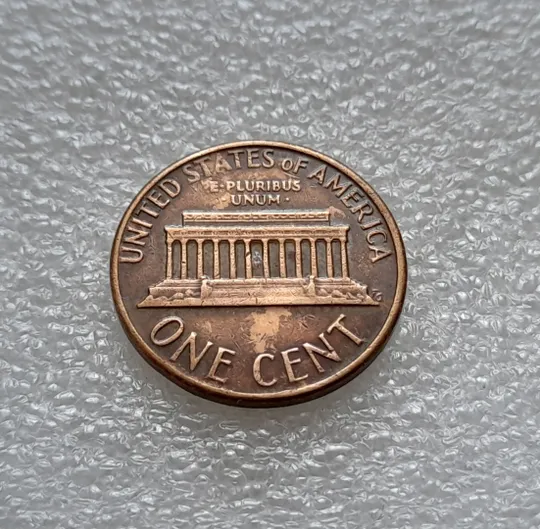 UNITED STATES OF AMERICA
E·PLURIBUS
UNUM·
ONE CENT